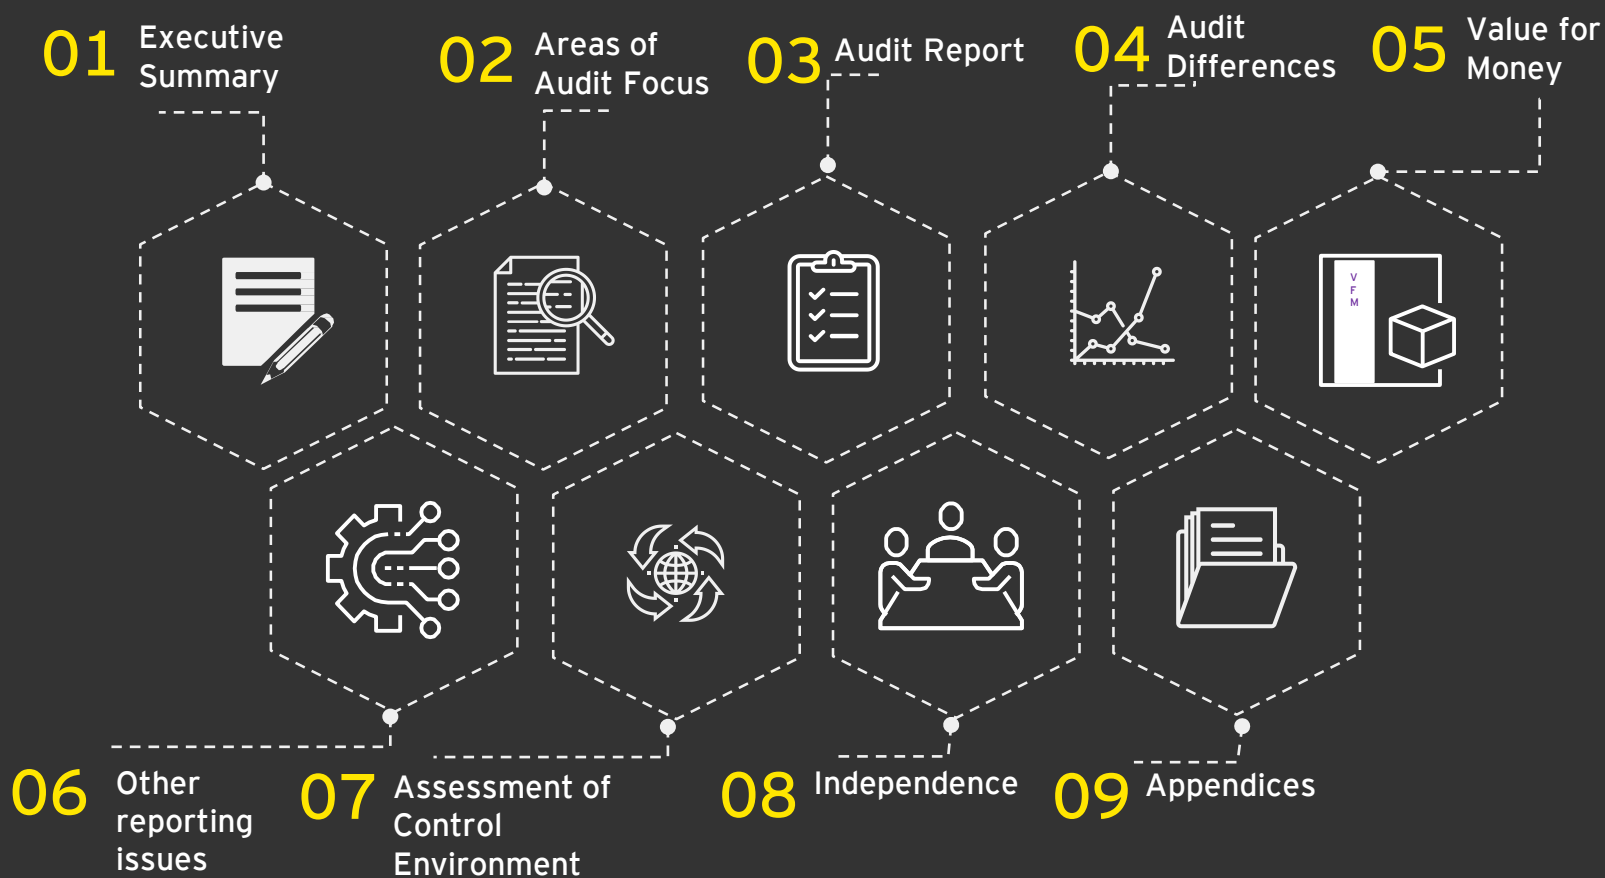 01
Executive
Summary
02
Areas of
Audit Focus
03
Audit Report
04
Audit
Differences
05
Value for
Money
V
F
M
06
Other
reporting
issues
07
Assessment of
Control
Environment
08
Independence
09
Appendices